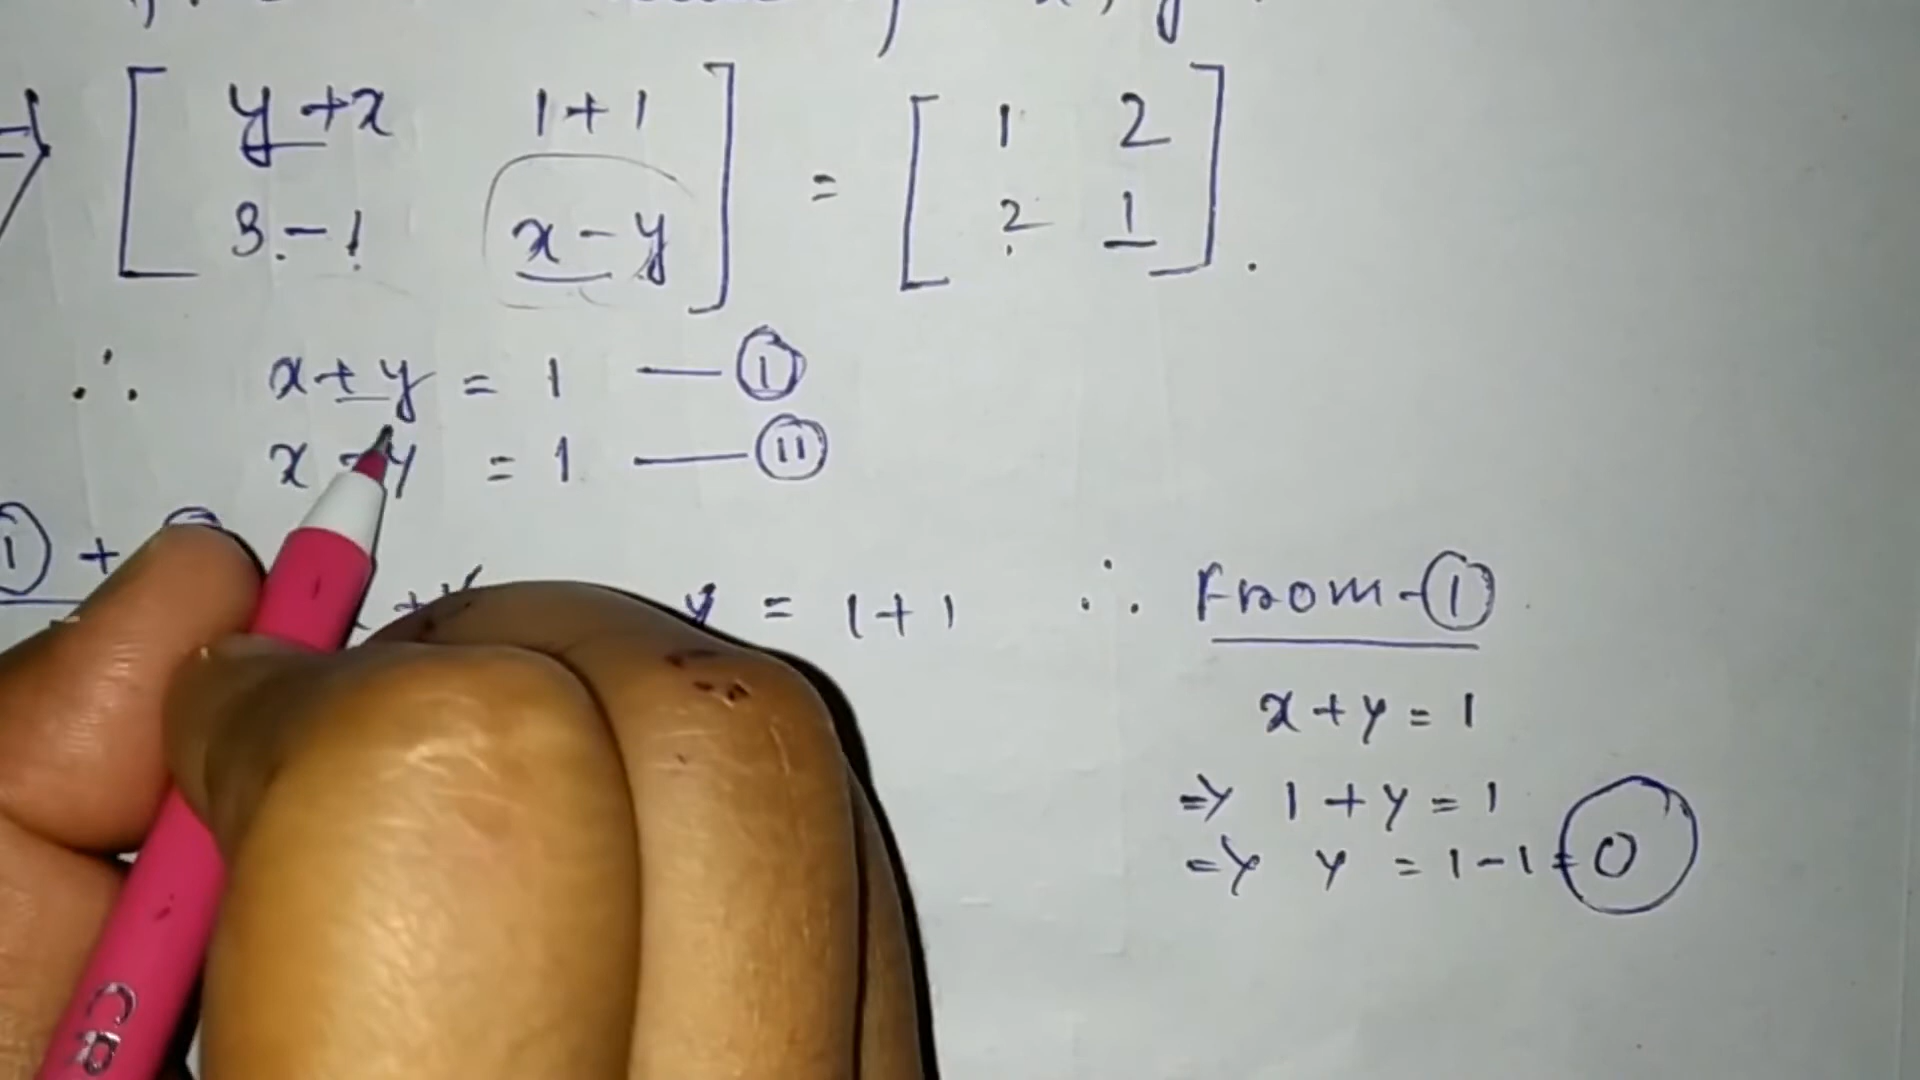 x, y
⇒ [ y+x 1+1 ] = [ 1 2 ]
[ 3-1 x-y ] [ 2 1 ] .
∴ x+y = 1 — (I)
x-y = 1 — (II)
(I) + y = 1+1 ∴ From-(I)
x+y=1
⇒ 1+y=1
⇒ y = 1-1=0
CR